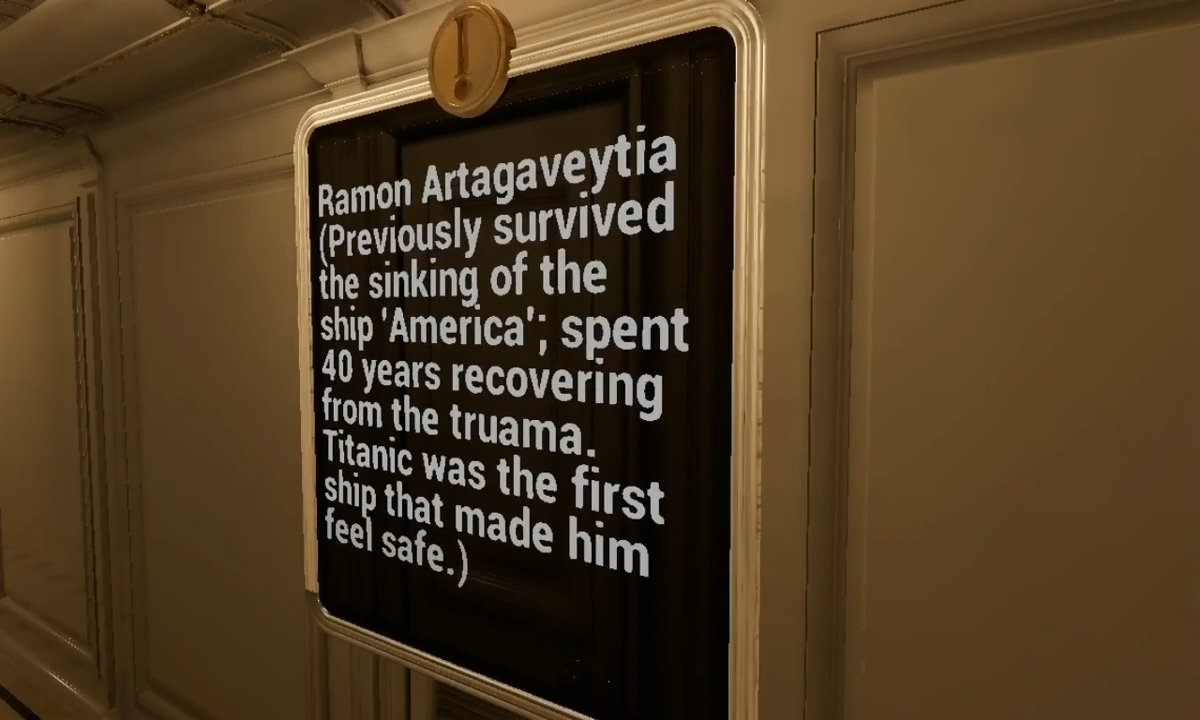 Ramon Artagaveytia
(Previously survived
the sinking of the
ship 'America'; spent
40 years recovering
from the truama.
Titanic was the first
ship that made him
feel safe.)